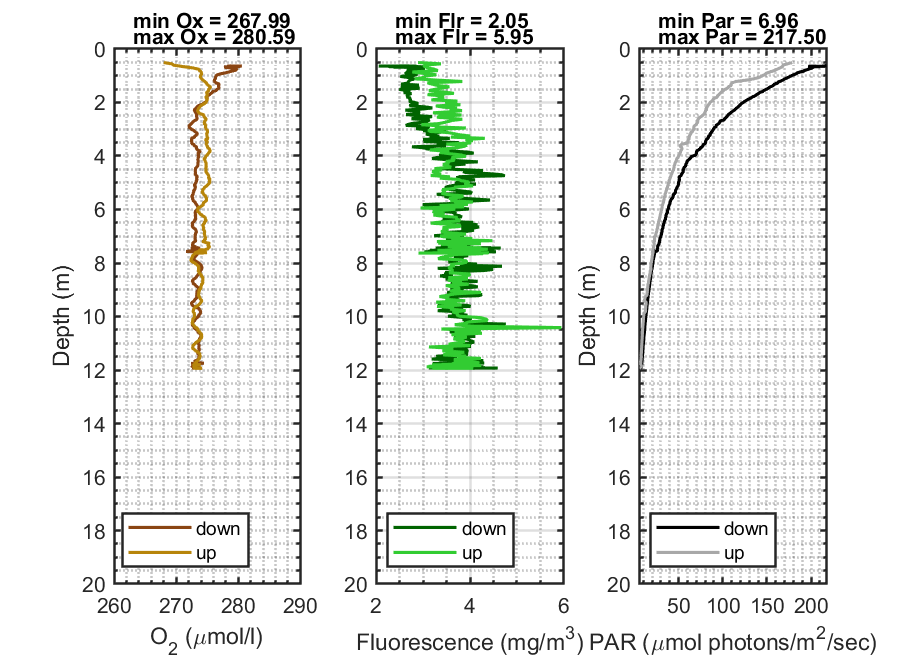 min Ox = 267.99
max Ox = 280.59
min Flr = 2.05
max Flr = 5.95
min Par = 6.96
max Par = 217.50
0
2
4
6
8
10
12
14
16
18
20
Depth (m)
260
270
280
290
O2 (μmol/l)
down
up
0
2
4
6
8
10
12
14
16
18
20
2
4
6
Fluorescence (mg/m3)
down
up
0
2
4
6
8
10
12
14
16
18
20
Depth (m)
50
100
150
200
PAR (μmol photons/m2/sec)
down
up